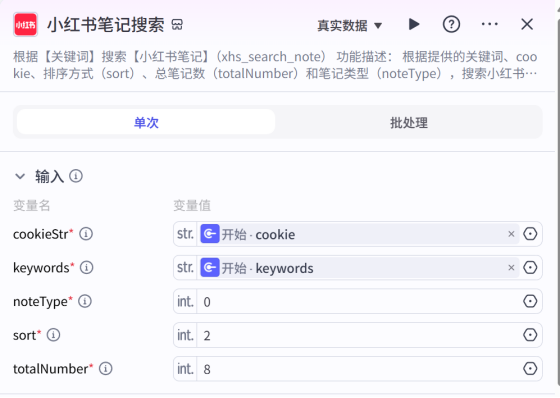 小红书 小红书笔记搜索 真实数据
根据【关键词】搜索【小红书笔记】（xhs_search_note） 功能描述： 根据提供的关键词、coo
kie、排序方式（sort）、总笔记数（totalNumber）和笔记类型（noteType），搜索小红书…
单次 批处理
输入
变量名 变量值
cookieStr* str. 开始 · cookie ×
keywords* str. 开始 · keywords ×
noteType* int. 0
sort* int. 2
totalNumber* int. 8